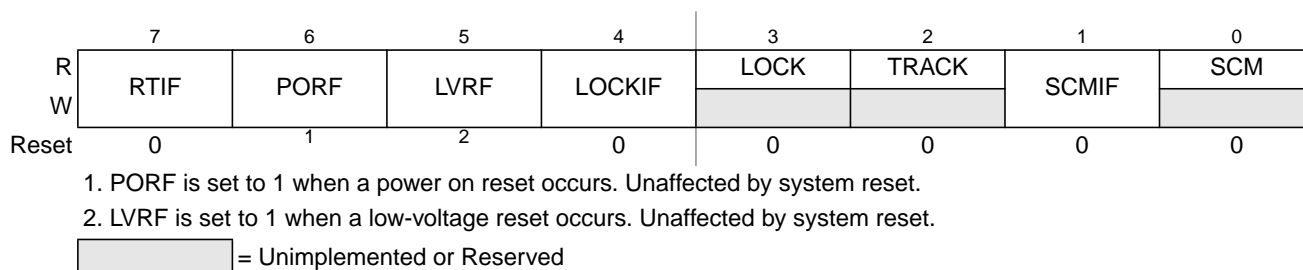 7 6 5 4 3 2 1 0
R RTIF PORF LVRF LOCKIF LOCK TRACK SCMIF SCM
W
Reset 0 1 2 0 0 0 0 0
1. PORF is set to 1 when a power on reset occurs. Unaffected by system reset.
2. LVRF is set to 1 when a low-voltage reset occurs. Unaffected by system reset.
= Unimplemented or Reserved